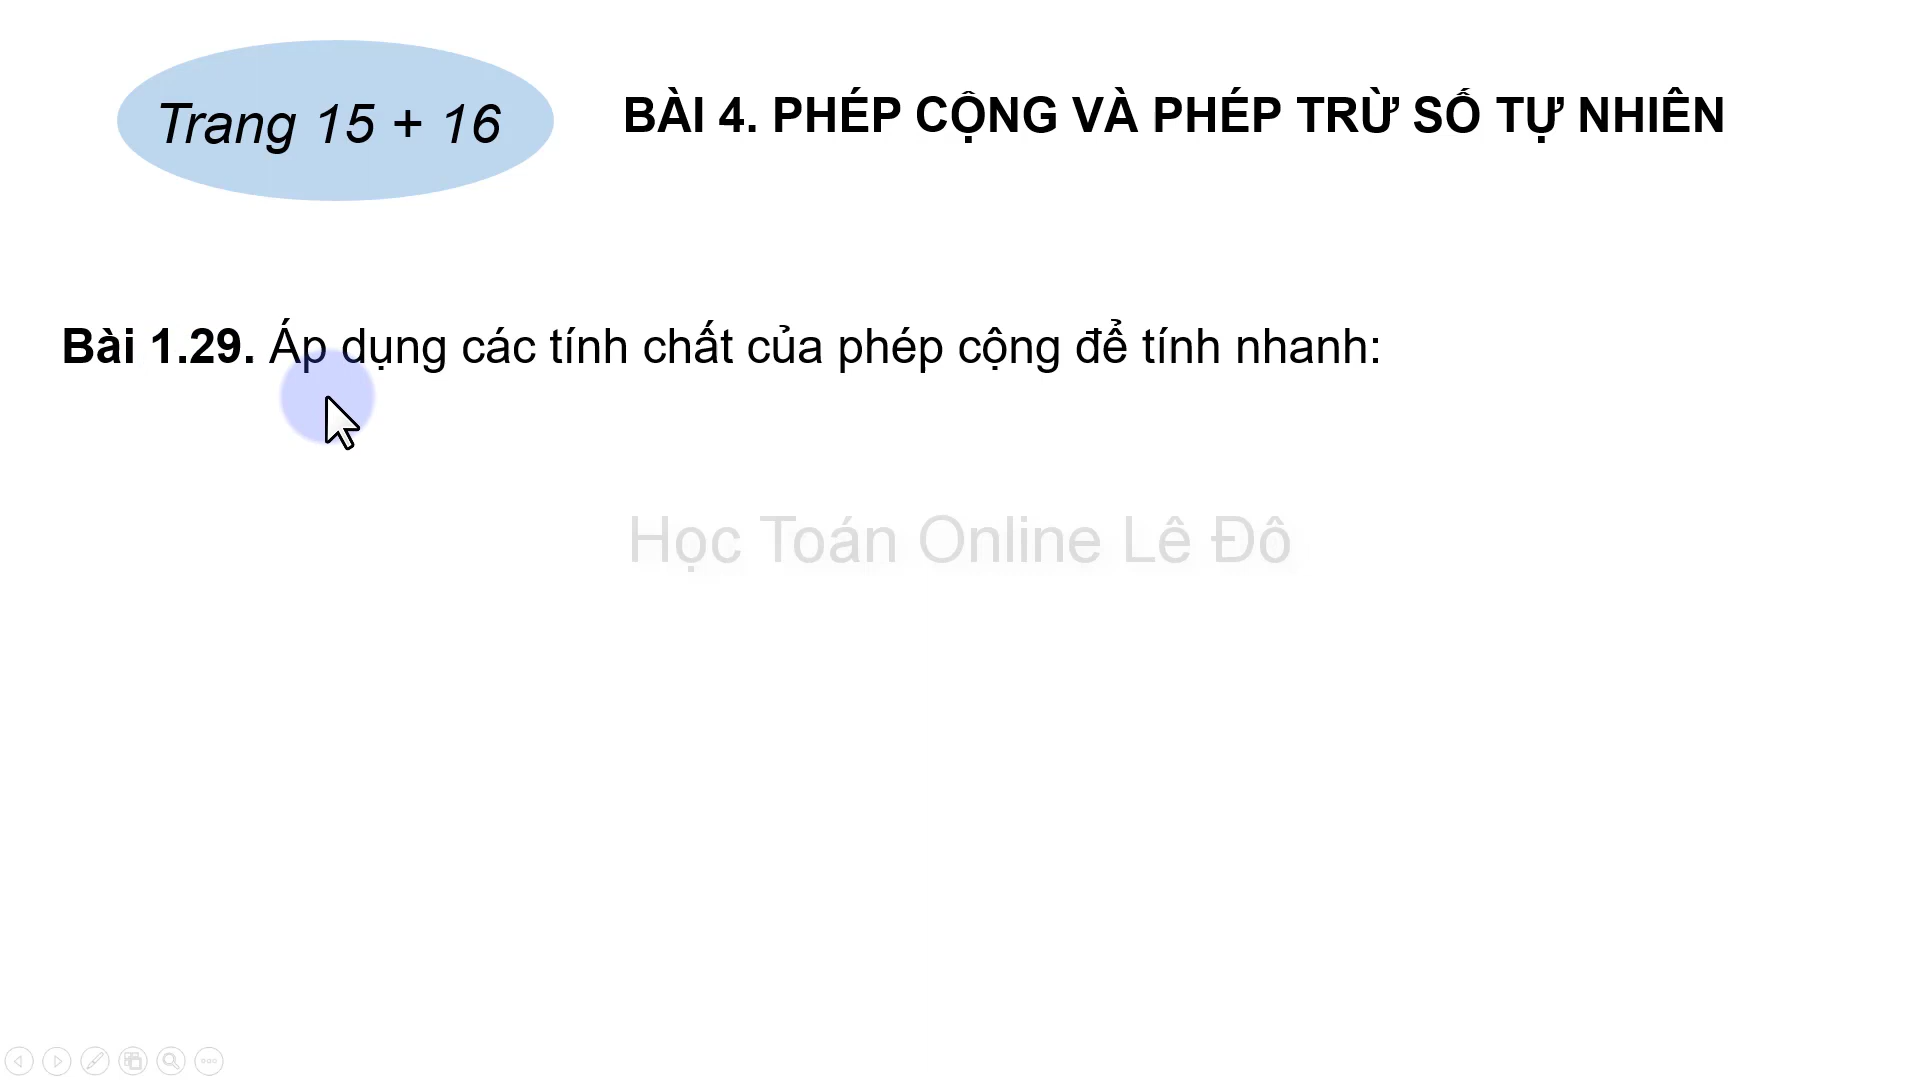 Trang 15 + 16
BÀI 4. PHÉP CỘNG VÀ PHÉP TRỪ SỐ TỰ NHIÊN
Bài 1.29. Áp dụng các tính chất của phép cộng để tính nhanh:
Học Toán Online Lê Đô